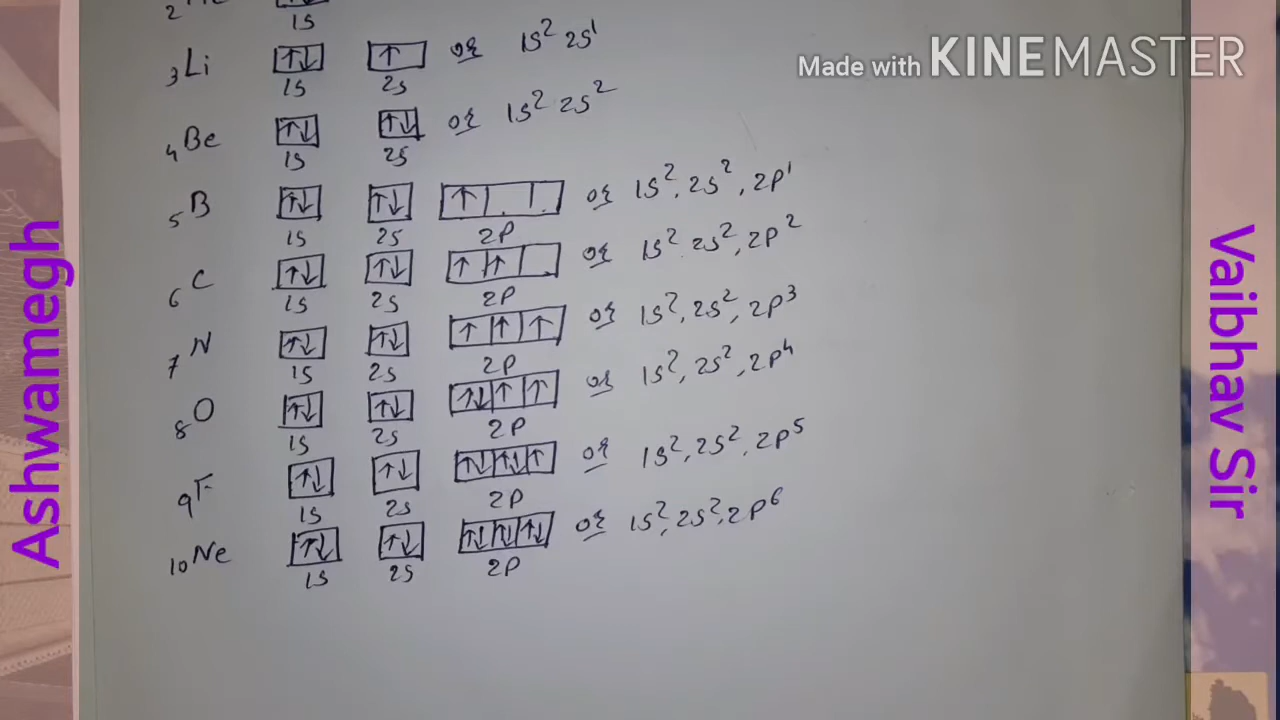 Made with KINEMASTER
Ashwamegh
Vaibhav Sir
1S
₃Li ↑↓ ↑ or 1S² 2S¹
1S 2S
₄Be ↑↓ ↑↓ or 1S² 2S²
1S 2S
₅B ↑↓ ↑↓ ↑ or 1S², 2S², 2P¹
1S 2S 2P
₆C ↑↓ ↑↓ ↑ ↑ or 1S² 2S², 2P²
1S 2S 2P
₇N ↑↓ ↑↓ ↑ ↑ ↑ or 1S², 2S², 2P³
1S 2S 2P
₈O ↑↓ ↑↓ ↑↓ ↑ ↑ or 1S², 2S², 2P⁴
1S 2S 2P
₉F ↑↓ ↑↓ ↑↓ ↑↓ ↑ or 1S², 2S², 2P⁵
1S 2S 2P
₁₀Ne ↑↓ ↑↓ ↑↓ ↑↓ ↑↓ or 1S², 2S², 2P⁶
1S 2S 2P